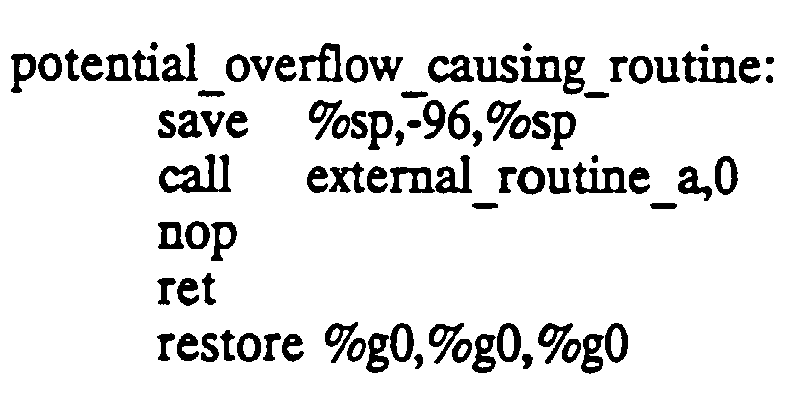 potential_overflow_causing_routine:
save %sp,-96,%sp
call external_routine_a,0
nop
ret
restore %g0,%g0,%g0